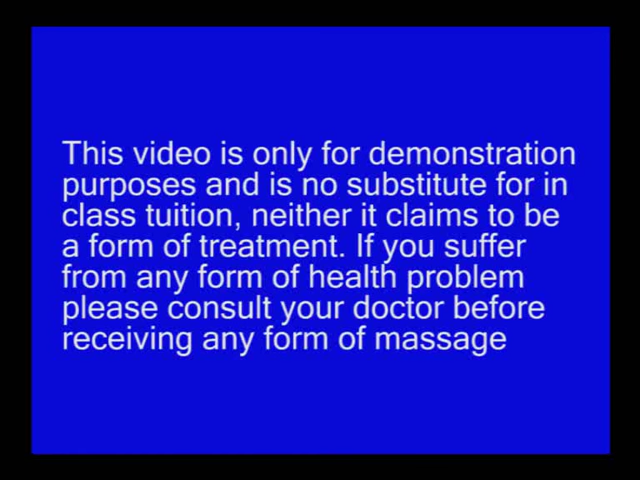 This video is only for demonstration
purposes and is no substitute for in
class tuition, neither it claims to be
a form of treatment. If you suffer
from any form of health problem
please consult your doctor before
receiving any form of massage